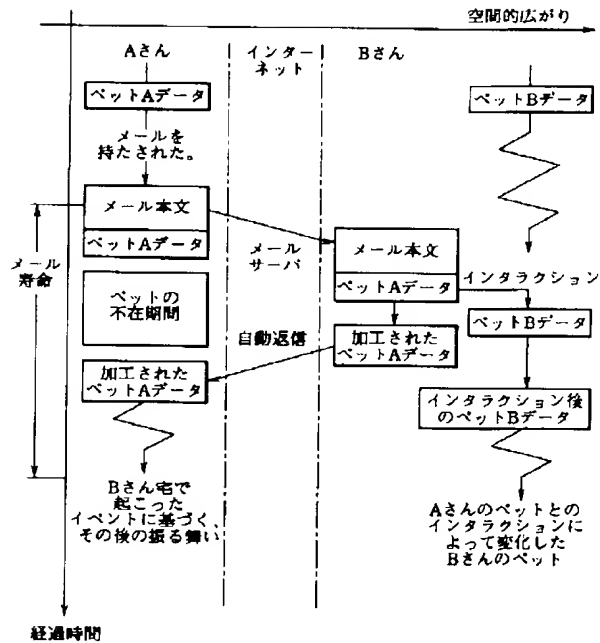 空間的広がり
Aさん
インター
ネット
Bさん
ペットAデータ
ペットBデータ
メールを
持たされた。
メール本文
ペットAデータ
メール
寿命
メール
サーバ
メール本文
ペットAデータ
インタラクション
ペットの
不在期間
ペットBデータ
自動返信
加工された
ペットAデータ
加工された
ペットAデータ
インタラクション後
のペットBデータ
Bさん宅で
起こった
イベントに基づく、
その後の振る舞い
Aさんのペットとの
インタラクションに
よって変化した
Bさんのペット
経過時間